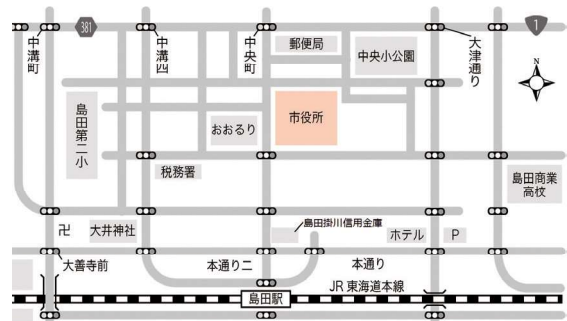 381
1
中溝町
中溝四
中央町
郵便局
中央小公園
大津通り
N
島田第二小
おおるり
市役所
税務署
島田商業
高校
卍
大井神社
島田掛川信用金庫
ホテル
P
大善寺前
本通り二
本通り
JR東海道本線
島田駅